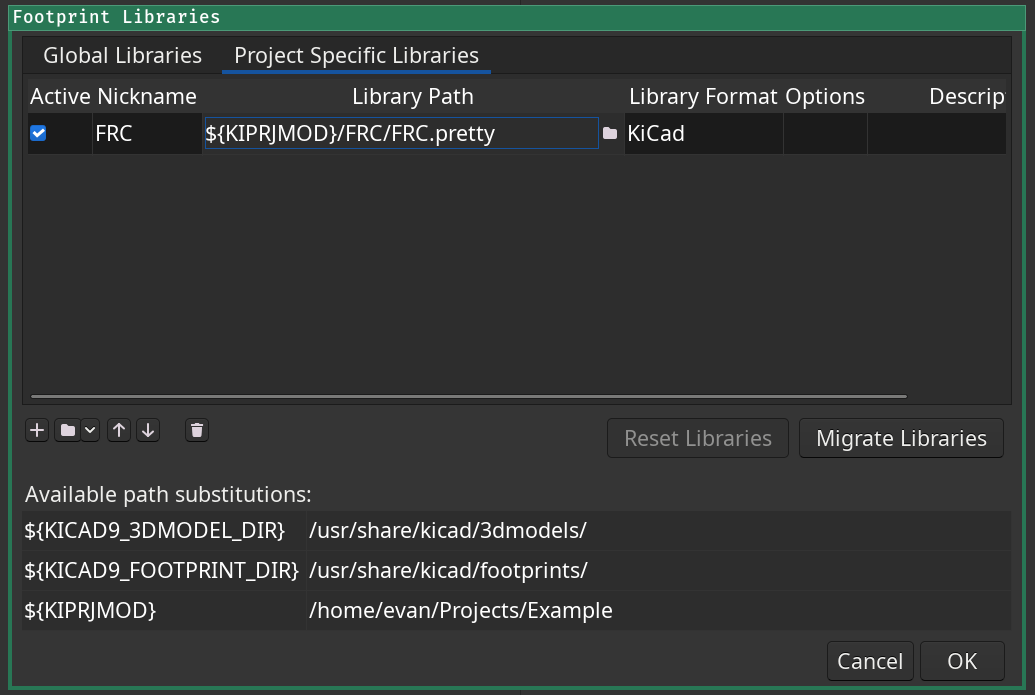 Footprint Libraries
Global Libraries Project Specific Libraries
Active Nickname Library Path Library Format Options Descrip
FRC ${KIPRJMOD}/FRC/FRC.pretty KiCad
Reset Libraries Migrate Libraries
Available path substitutions:
${KICAD9_3DMODEL_DIR} /usr/share/kicad/3dmodels/
${KICAD9_FOOTPRINT_DIR} /usr/share/kicad/footprints/
${KIPRJMOD} /home/evan/Projects/Example
Cancel OK